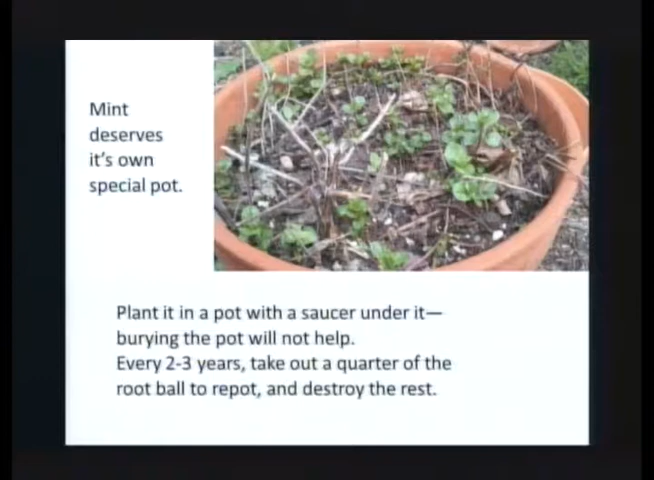 Mint
deserves
it's own
special pot.
Plant it in a pot with a saucer under it—
burying the pot will not help.
Every 2-3 years, take out a quarter of the
root ball to repot, and destroy the rest.